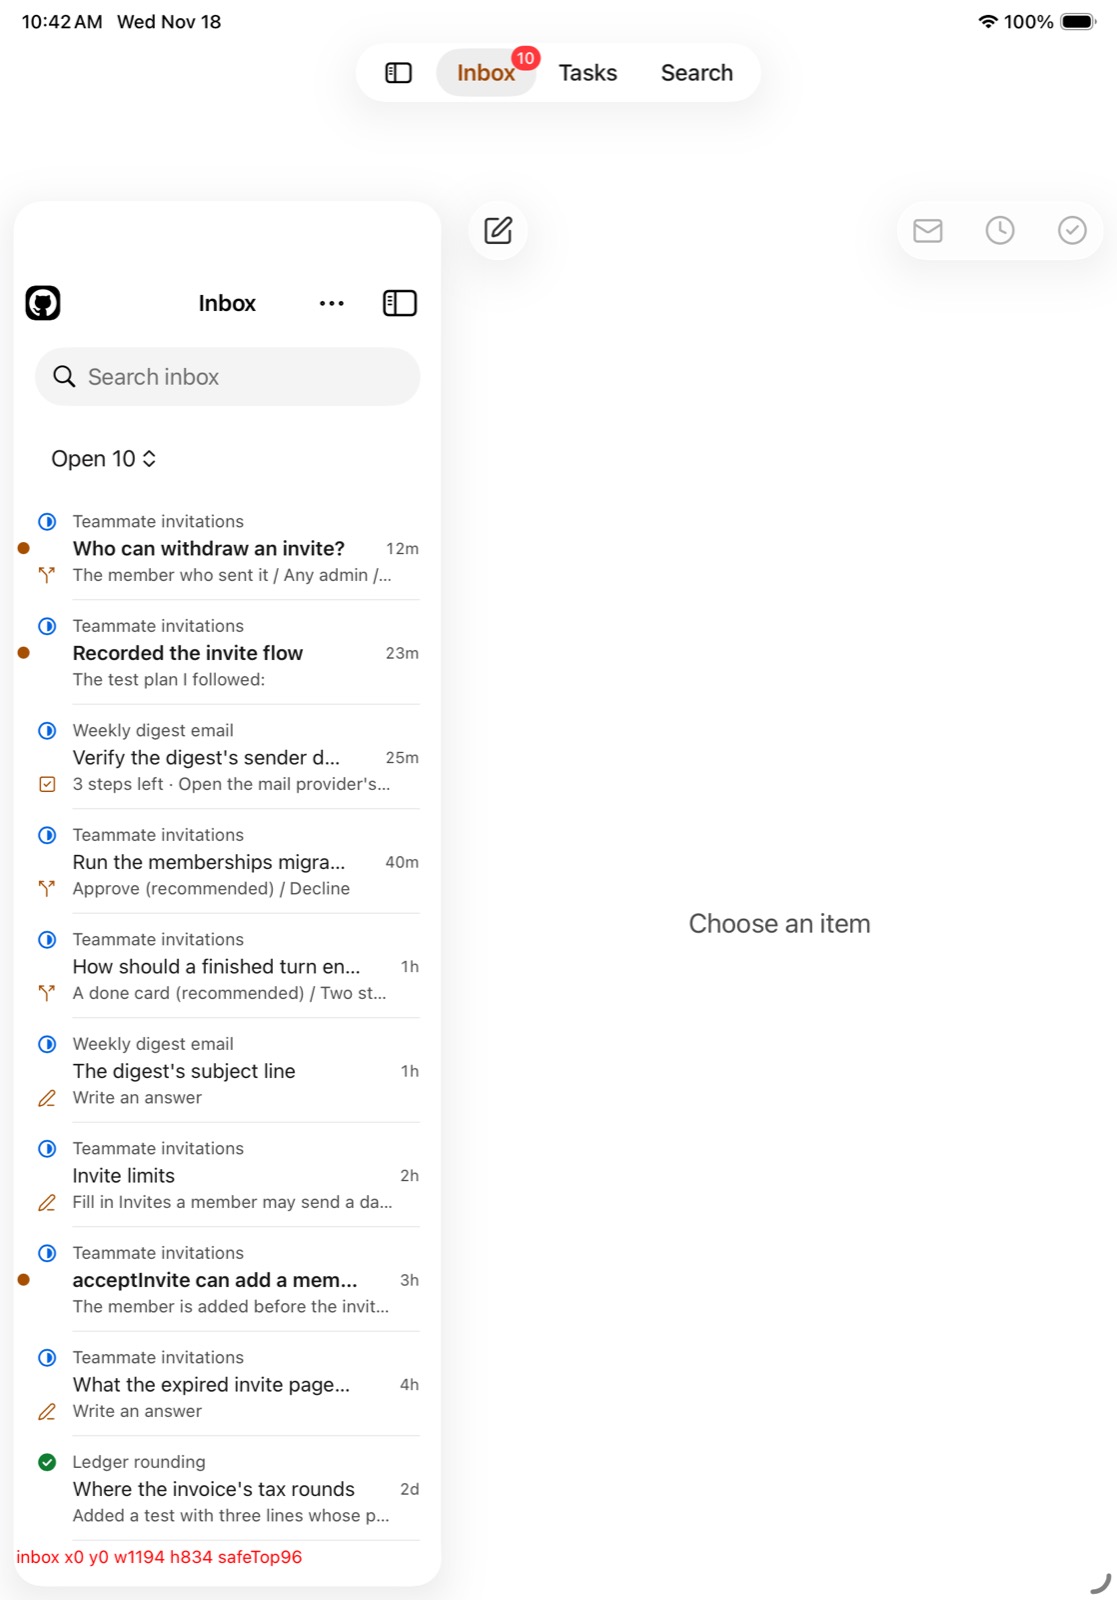 10:42 AM Wed Nov 18
100%
Inbox
10
Tasks
Search
Inbox
Search inbox
Open 10
Teammate invitations
Who can withdraw an invite? 12m
The member who sent it / Any admin /...
Teammate invitations
Recorded the invite flow 23m
The test plan I followed:
Weekly digest email
Verify the digest's sender d... 25m
3 steps left · Open the mail provider's...
Teammate invitations
Run the memberships migra... 40m
Approve (recommended) / Decline
Teammate invitations
How should a finished turn en... 1h
A done card (recommended) / Two st...
Weekly digest email
The digest's subject line 1h
Write an answer
Teammate invitations
Invite limits 2h
Fill in Invites a member may send a da...
Teammate invitations
acceptInvite can add a mem... 3h
The member is added before the invit...
Teammate invitations
What the expired invite page... 4h
Write an answer
Ledger rounding
Where the invoice's tax rounds 2d
Added a test with three lines whose p...
inbox x0 y0 w1194 h834 safeTop96
Choose an item